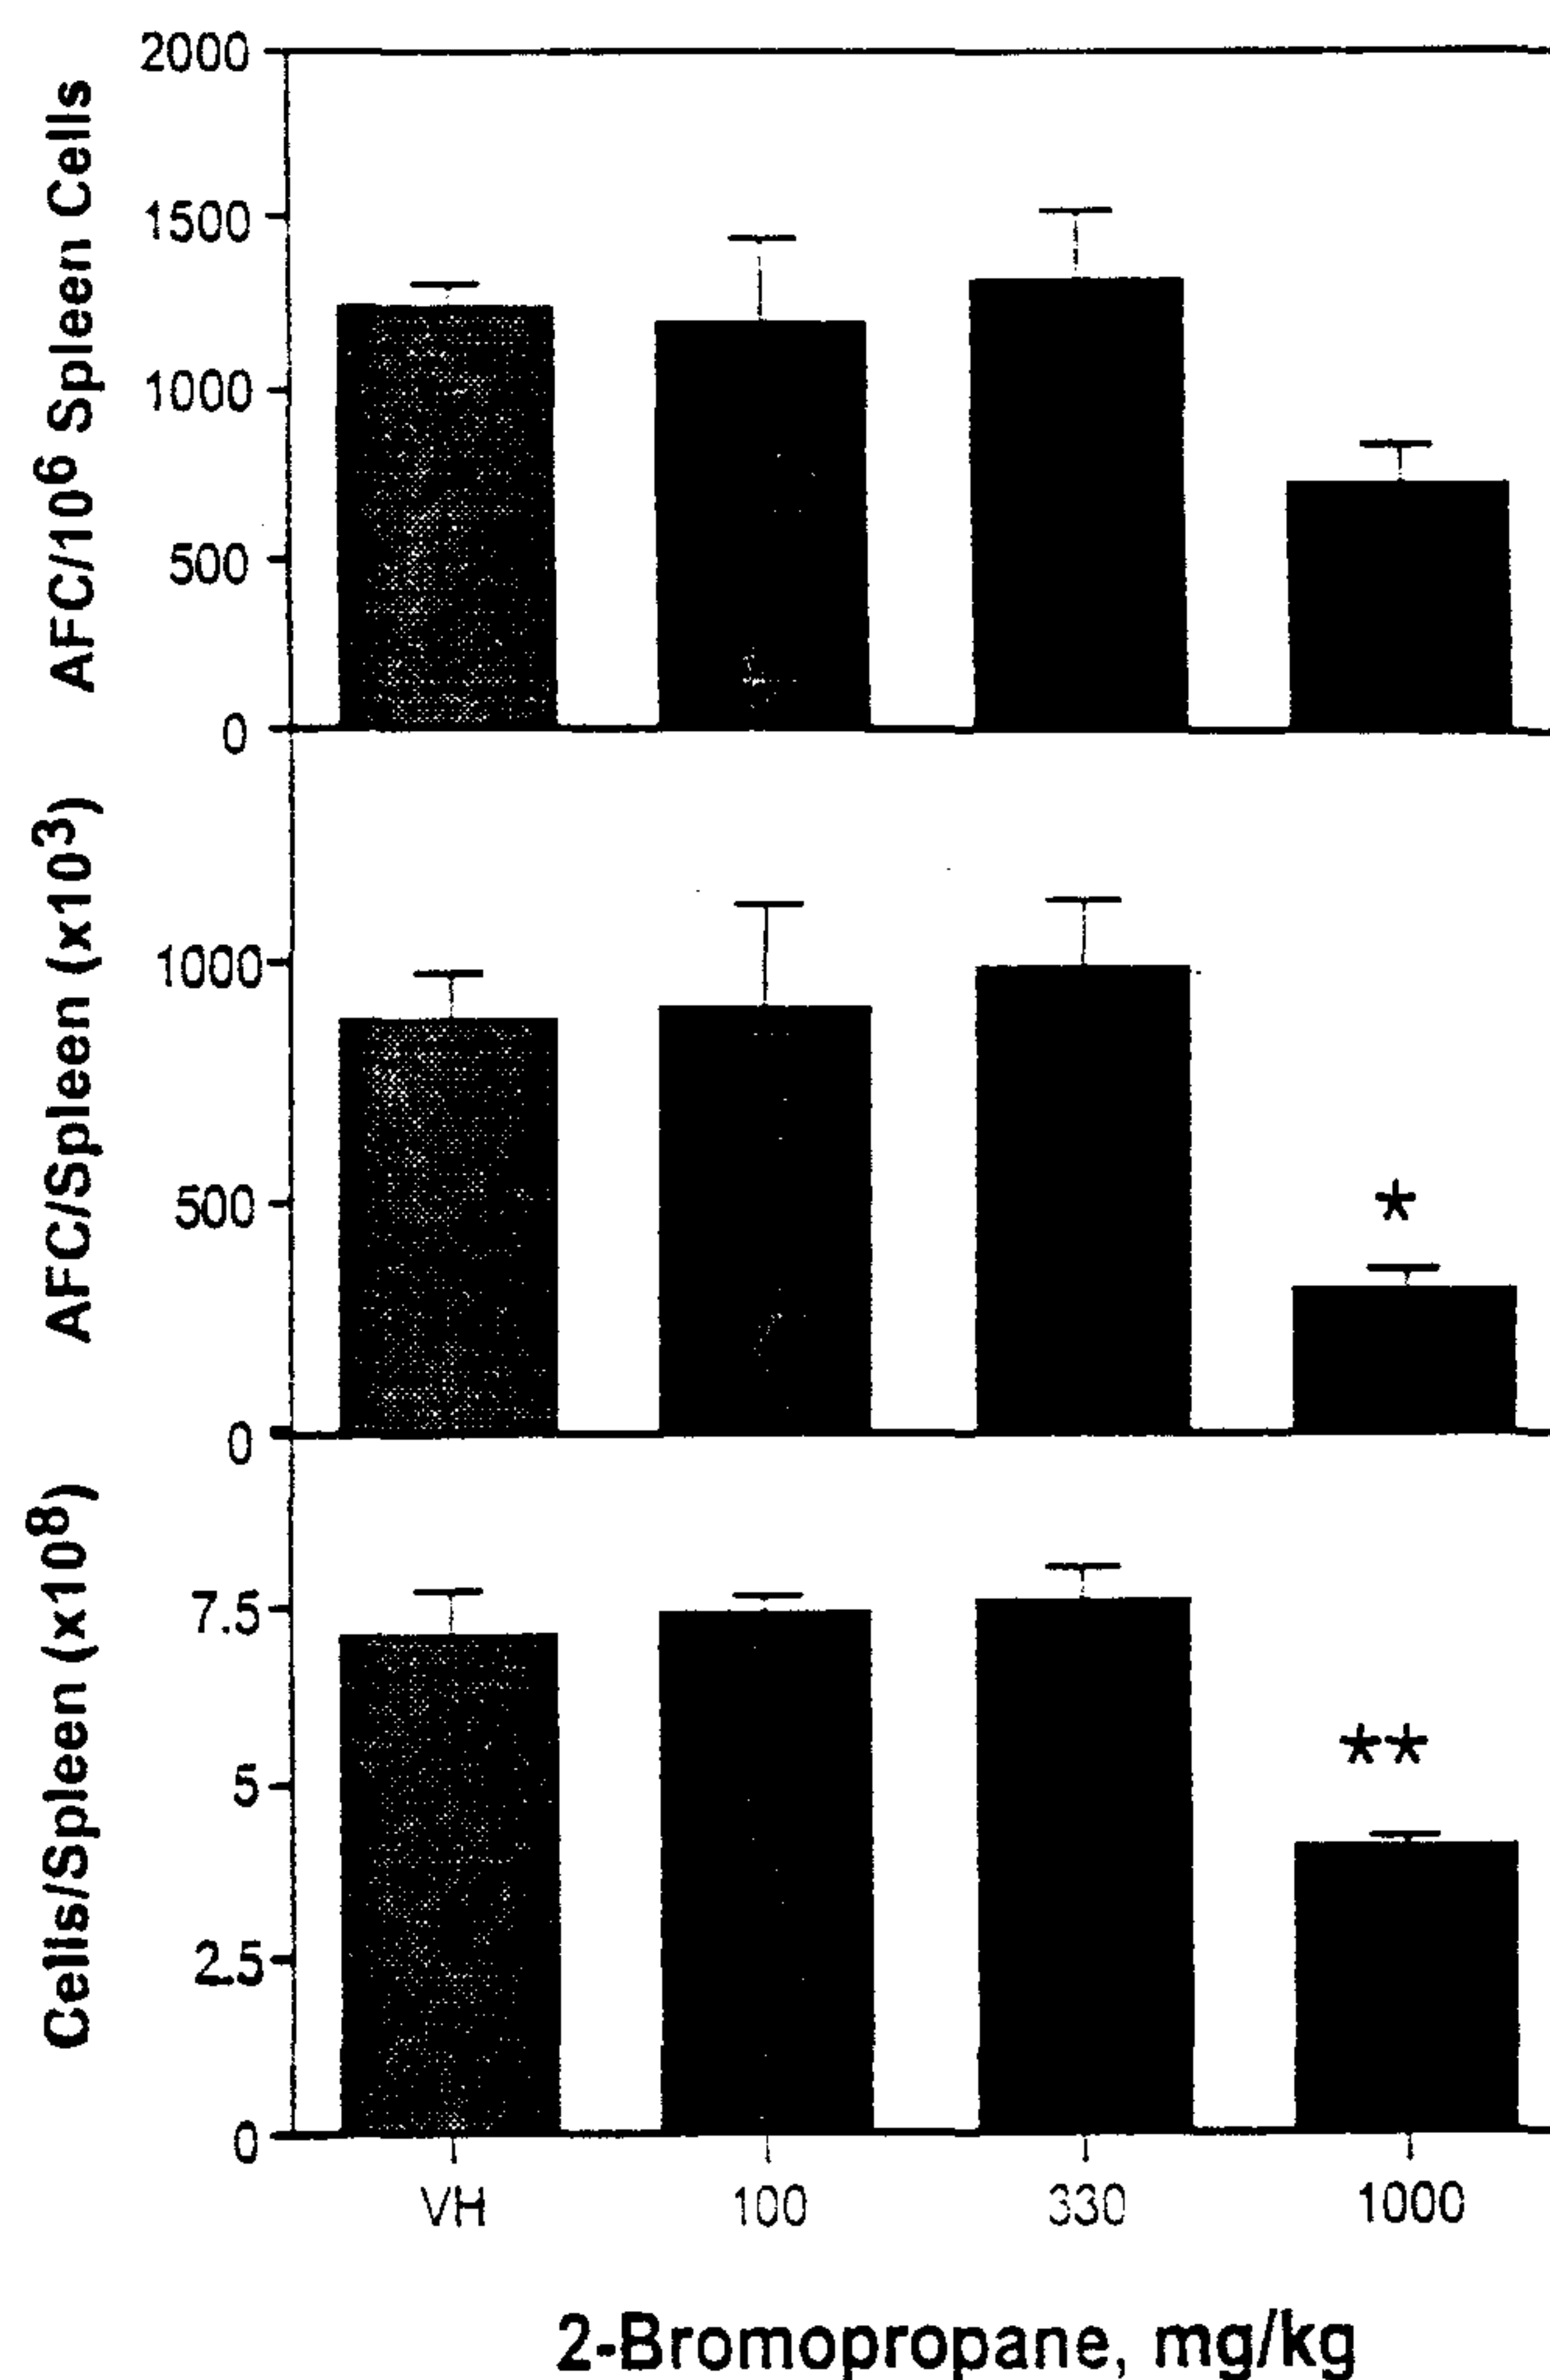 AFC/10⁶ Spleen Cells
2000
1500
1000
500
0
AFC/Spleen (x10³)
1000
500
0
*
Cells/Spleen (x10⁸)
7.5
5
2.5
0
**
VH 100 330 1000
2-Bromopropane, mg/kg